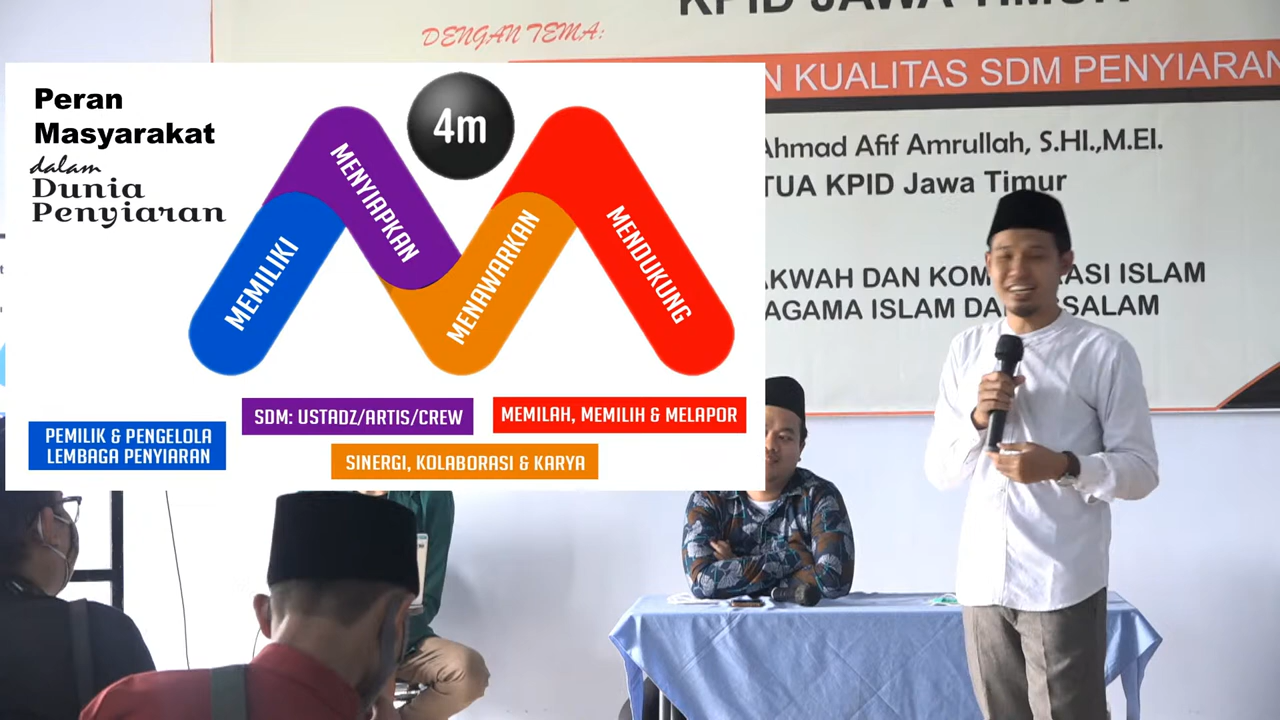 KPID JAWA TIMUR
DENGAN TEMA:
N KUALITAS SDM PENYIARAN
Ahmad Afif Amrullah, S.HI.,M.EI.
TUA KPID Jawa Timur
AKWAH DAN KOM ASI ISLAM
AGAMA ISLAM DA SSALAM
Peran
Masyarakat
dalam
Dunia
Penyiaran
4m
MEMILIKI
MENYIAPKAN
MENAWARKAN
MENDUKUNG
SDM: USTADZ/ARTIS/CREW
MEMILAH, MEMILIH & MELAPOR
PEMILIK & PENGELOLA
LEMBAGA PENYIARAN
SINERGI, KOLABORASI & KARYA